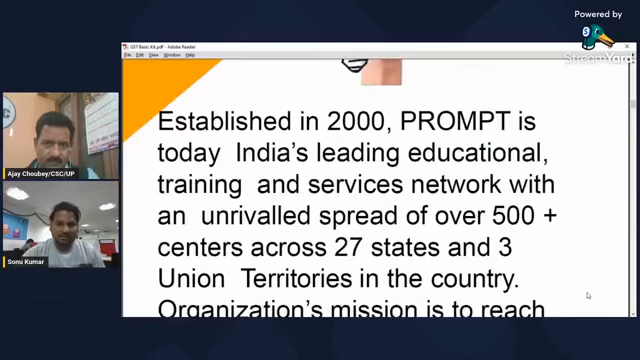 Powered by
StreamYard
GST Basic Kit.pdf - Adobe Reader
File Edit View Window Help
Established in 2000, PROMPT is
today India's leading educational,
training and services network with
an unrivalled spread of over 500 +
centers across 27 states and 3
Union Territories in the country.
Organization's mission is to reach
Ajay Choubey/CSC/UP
Sonu Kumar